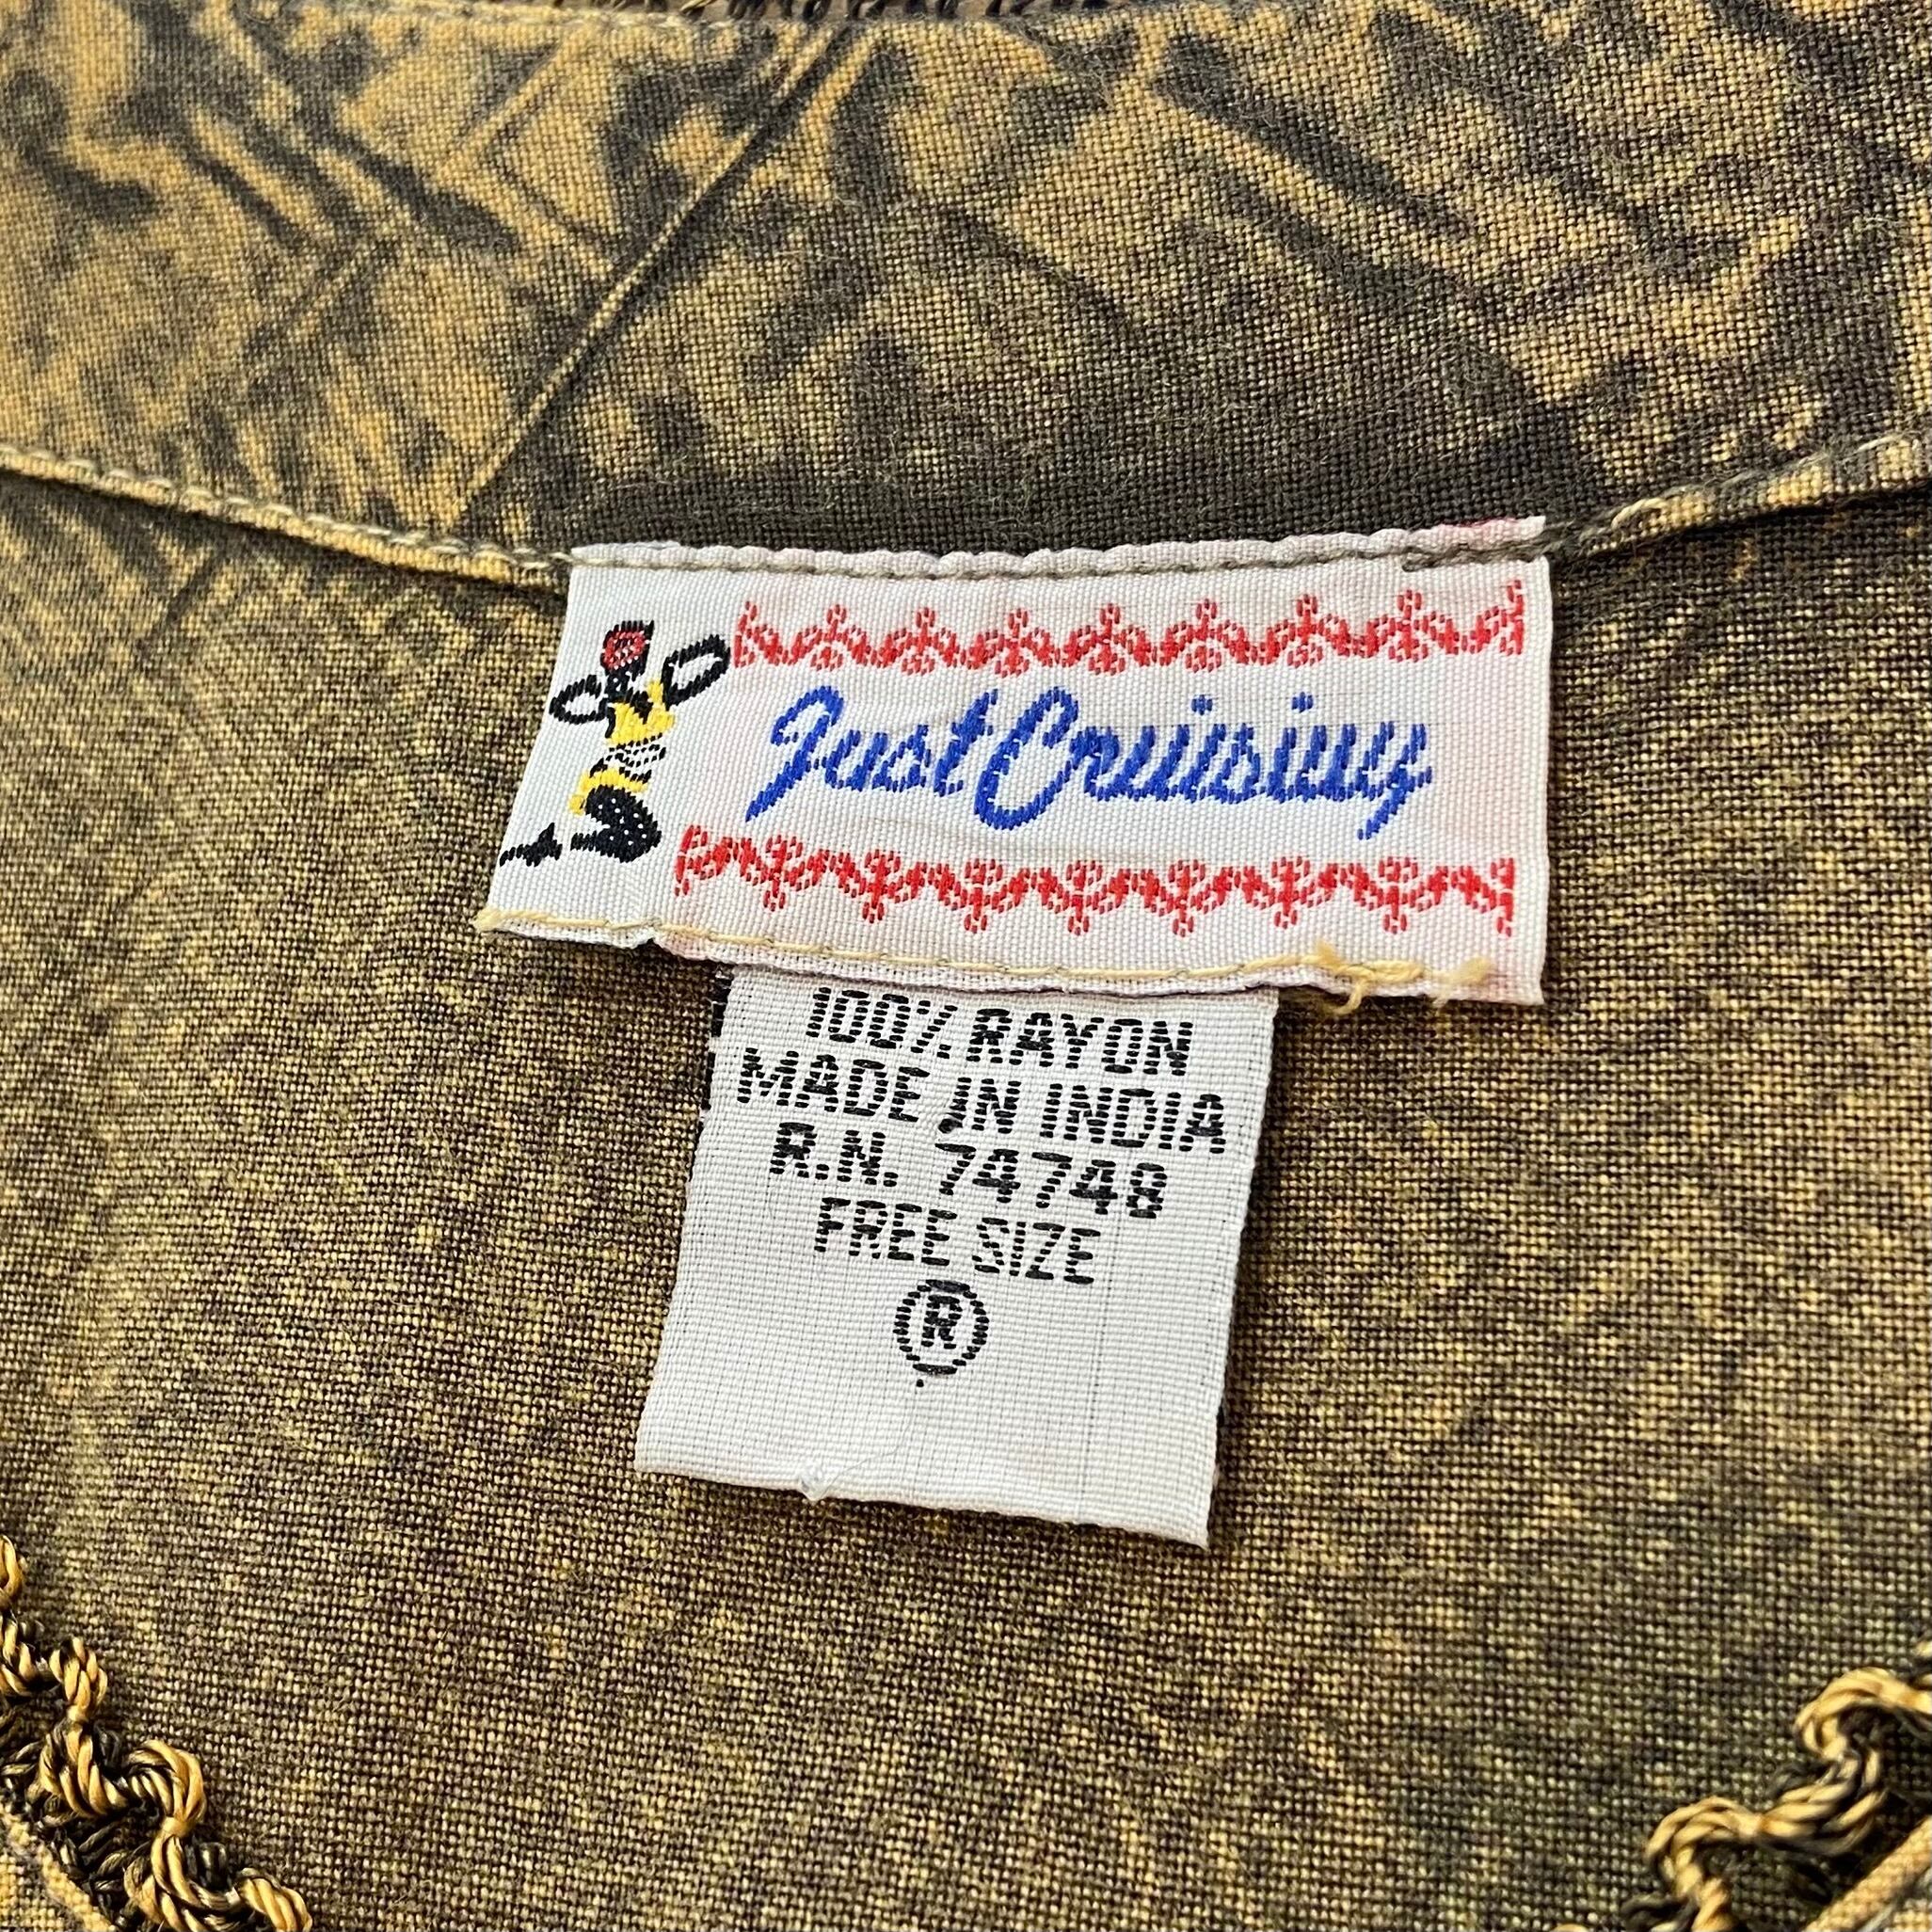 Just Cruising
100% RAYON
MADE IN INDIA
R.N. 74748
FREE SIZE
®